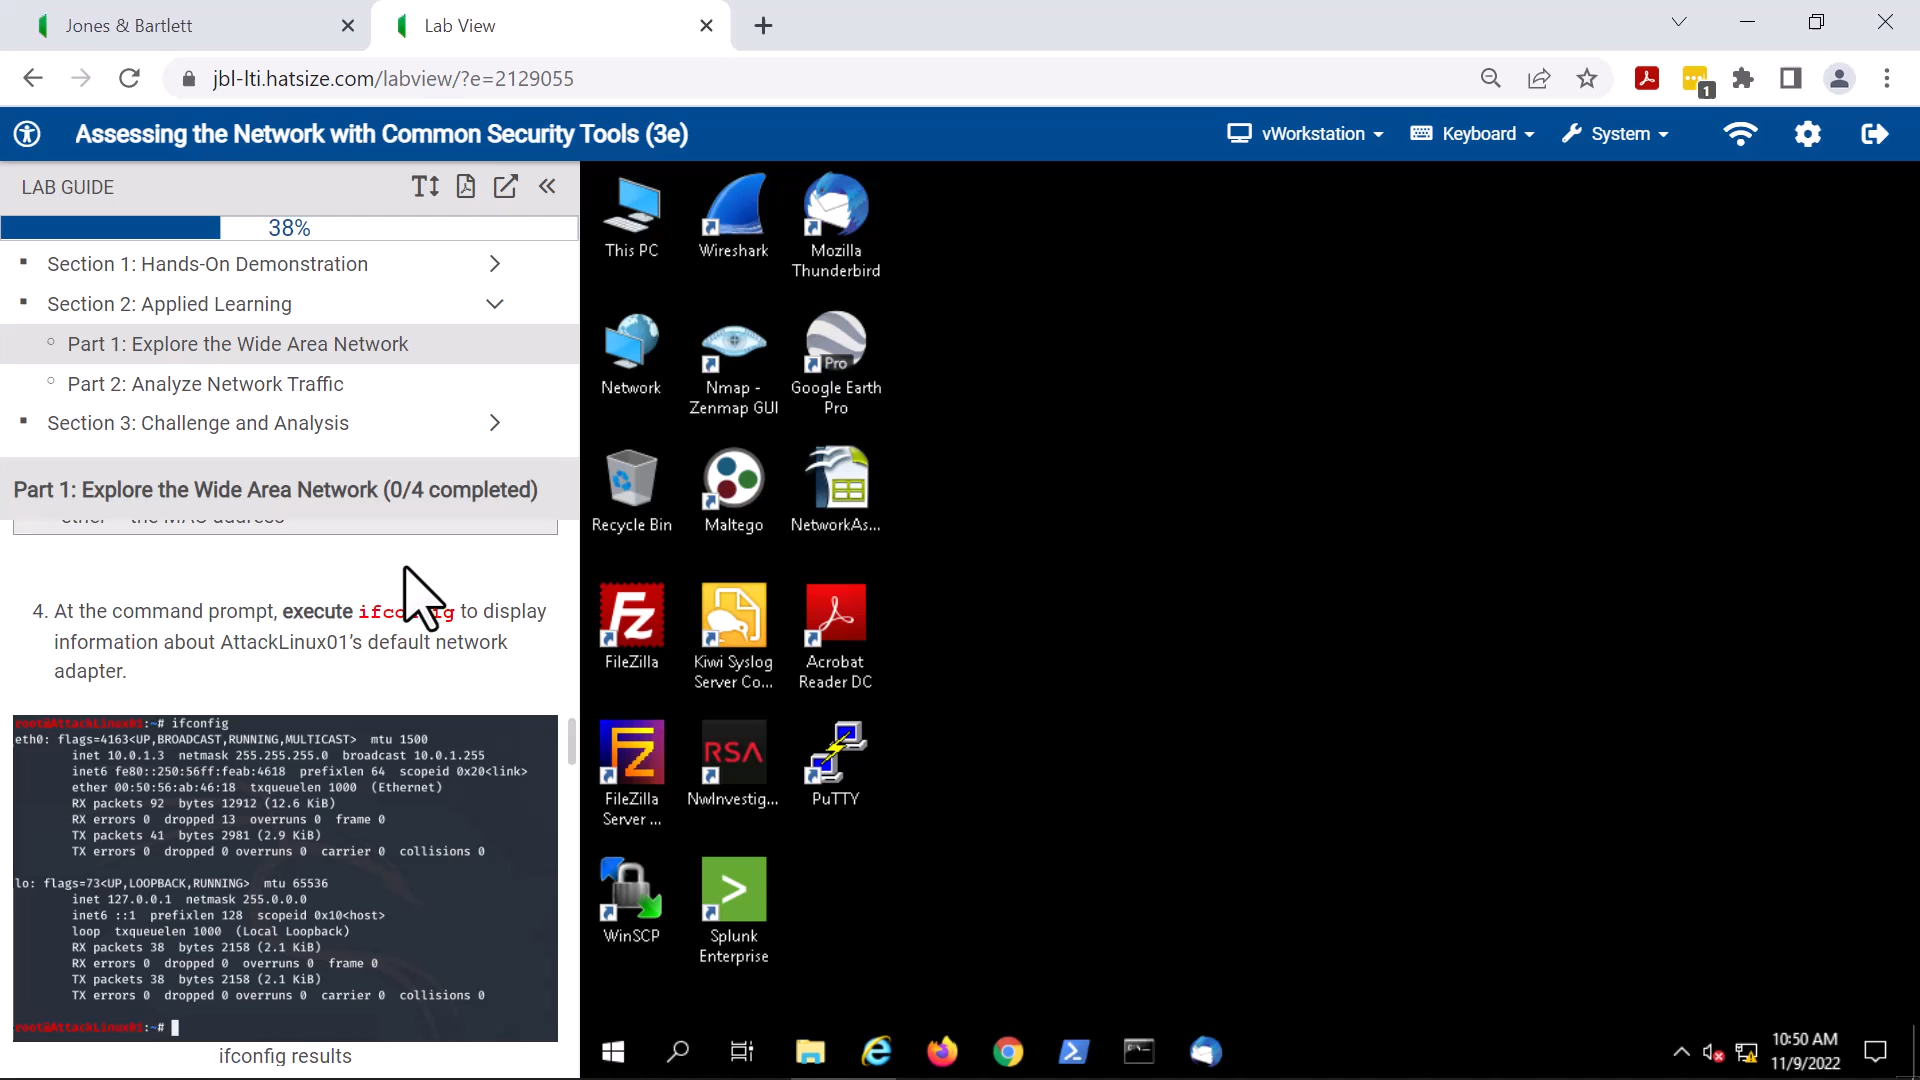 Jones & Bartlett
Lab View
jbl-lti.hatsize.com/labview/?e=2129055
1
Assessing the Network with Common Security Tools (3e)
vWorkstation
Keyboard
System
LAB GUIDE
38%
Section 1: Hands-On Demonstration
Section 2: Applied Learning
Part 1: Explore the Wide Area Network
Part 2: Analyze Network Traffic
Section 3: Challenge and Analysis
Part 1: Explore the Wide Area Network (0/4 completed)
4. At the command prompt, execute ifconfig to display
information about AttackLinux01's default network
adapter.
root@AttackLinux01:~# ifconfig
eth0: flags=4163<UP,BROADCAST,RUNNING,MULTICAST>  mtu 1500
inet 10.0.1.3  netmask 255.255.255.0  broadcast 10.0.1.255
inet6 fe80::250:56ff:feab:4618  prefixlen 64  scopeid 0x20<link>
ether 00:50:56:ab:46:18  txqueuelen 1000  (Ethernet)
RX packets 92  bytes 12912 (12.6 KiB)
RX errors 0  dropped 13  overruns 0  frame 0
TX packets 41  bytes 2981 (2.9 KiB)
TX errors 0  dropped 0 overruns 0  carrier 0  collisions 0
lo: flags=73<UP,LOOPBACK,RUNNING>  mtu 65536
inet 127.0.0.1  netmask 255.0.0.0
inet6 ::1  prefixlen 128  scopeid 0x10<host>
loop  txqueuelen 1000  (Local Loopback)
RX packets 38  bytes 2158 (2.1 KiB)
RX errors 0  dropped 0  overruns 0  frame 0
TX packets 38  bytes 2158 (2.1 KiB)
TX errors 0  dropped 0 overruns 0  carrier 0  collisions 0
root@AttackLinux01:~#
ifconfig results
This PC
Wireshark
Mozilla
Thunderbird
Network
Nmap -
Zenmap GUI
Pro
Google Earth
Pro
Recycle Bin
Maltego
NetworkAs...
FileZilla
Kiwi Syslog
Server Co...
Acrobat
Reader DC
FileZilla
Server ...
RSA
NwInvestig...
PuTTY
WinSCP
Splunk
Enterprise
10:50 AM
11/9/2022